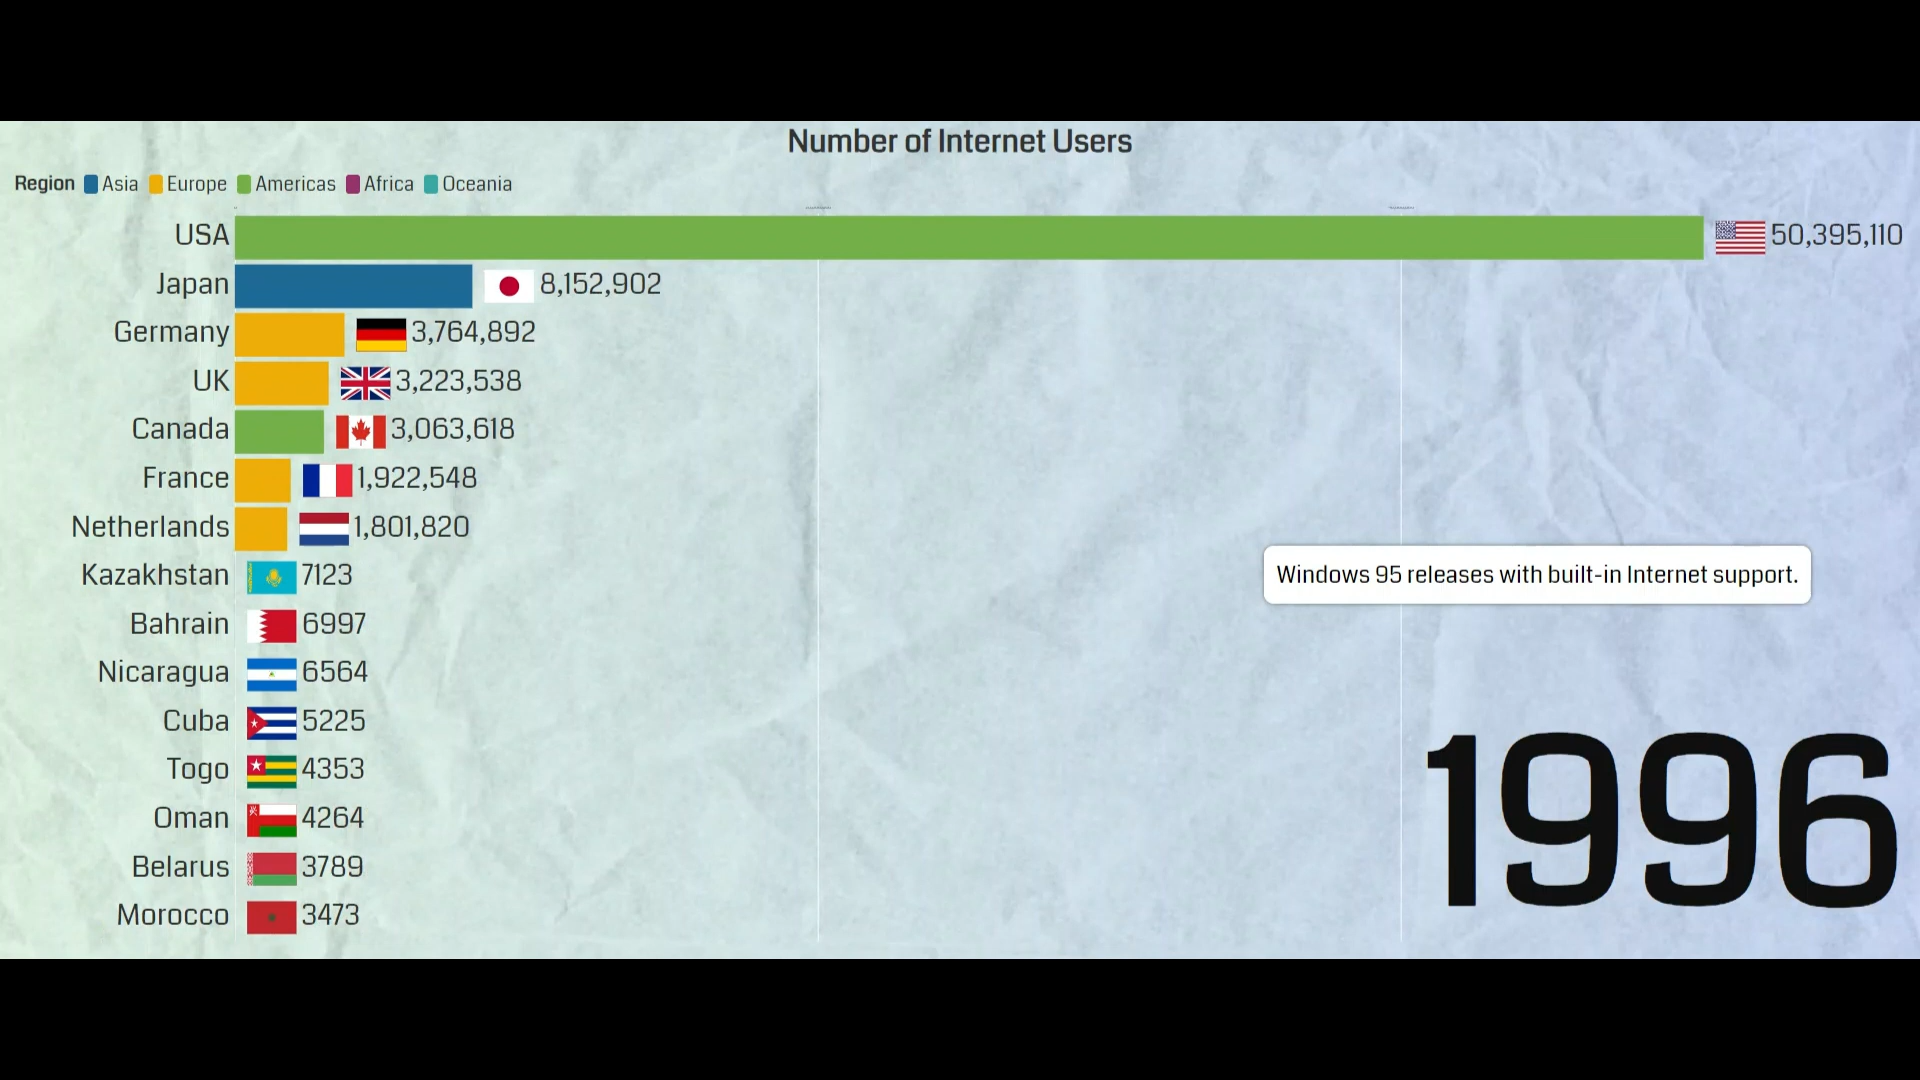 Number of Internet Users
Region Asia Europe Americas Africa Oceania
USA 50,395,110
Japan 8,152,902
Germany 3,764,892
UK 3,223,538
Canada 3,063,618
France 1,922,548
Netherlands 1,801,820
Kazakhstan 7123
Windows 95 releases with built-in Internet support.
Bahrain 6997
Nicaragua 6564
Cuba 5225
Togo 4353
Oman 4264
Belarus 3789
Morocco 3473
1996